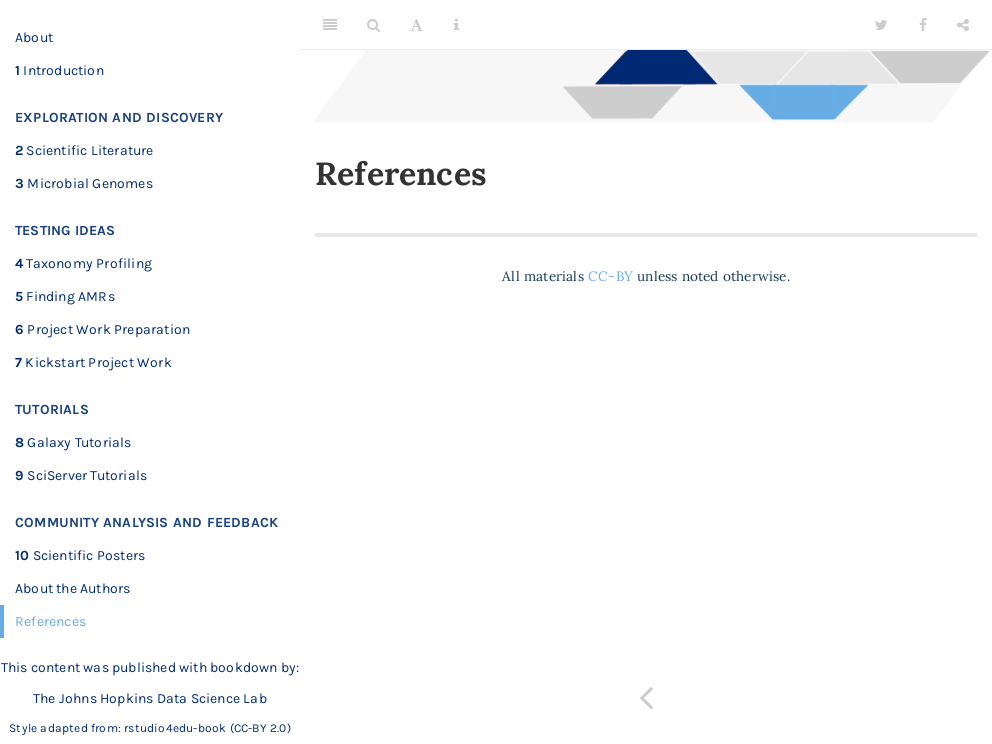 About
1 Introduction
EXPLORATION AND DISCOVERY
2 Scientific Literature
3 Microbial Genomes
TESTING IDEAS
4 Taxonomy Profiling
5 Finding AMRs
6 Project Work Preparation
7 Kickstart Project Work
TUTORIALS
8 Galaxy Tutorials
9 SciServer Tutorials
COMMUNITY ANALYSIS AND FEEDBACK
10 Scientific Posters
About the Authors
References
This content was published with bookdown by:
The Johns Hopkins Data Science Lab
Style adapted from: rstudio4edu-book (CC-BY 2.0)
References
All materials CC-BY unless noted otherwise.